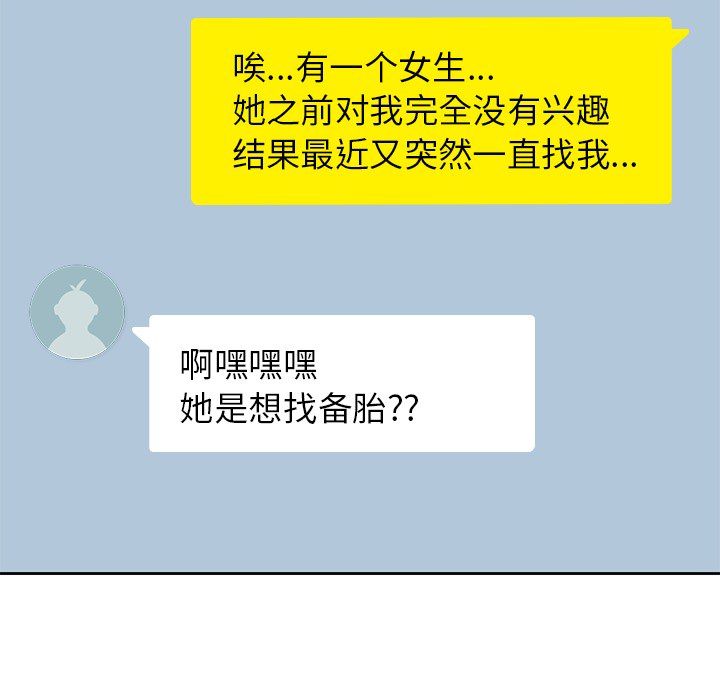 唉...有一个女生...
她之前对我完全没有兴趣
结果最近又突然一直找我...
啊嘿嘿嘿
她是想找备胎??